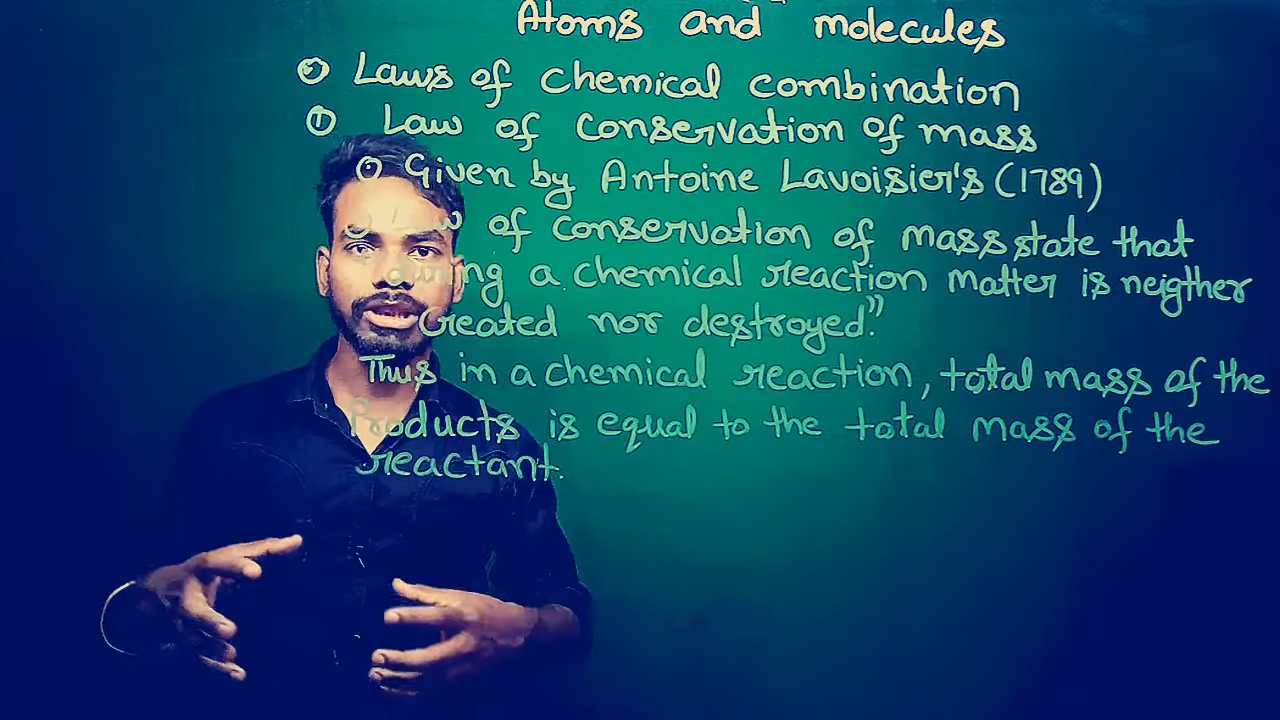 Atoms and molecules
Laws of chemical combination
① Law of conservation of mass
Given by Antoine Lavoisier's (1789)
of conservation of mass state that
during a chemical reaction matter is neigther
created nor destroyed."
Thus in a chemical reaction, total mass of the
Products is equal to the total mass of the
reactant.